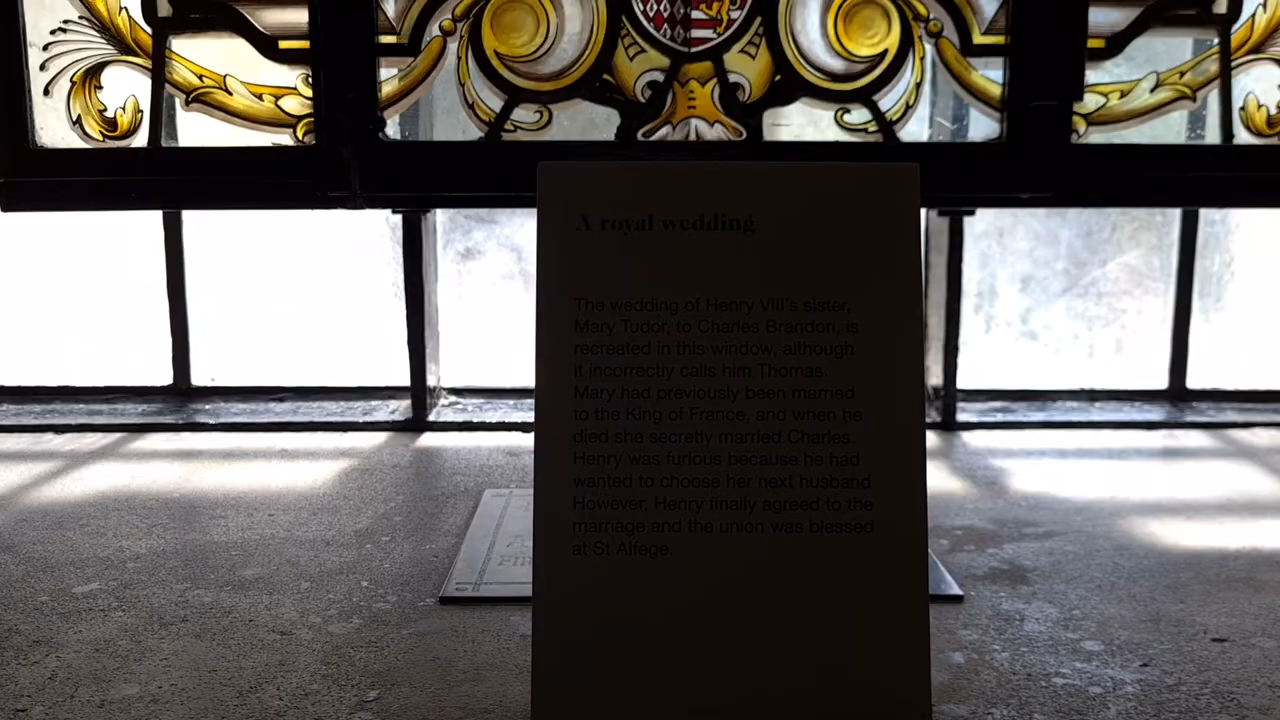 A royal wedding
The wedding of Henry VIII's sister,
Mary Tudor, to Charles Brandon, is
recreated in this window, although
it incorrectly calls him Thomas.
Mary had previously been married
to the King of France, and when he
died she secretly married Charles.
Henry was furious because he had
wanted to choose her next husband
However, Henry finally agreed to the
marriage and the union was blessed
at St Alfege.